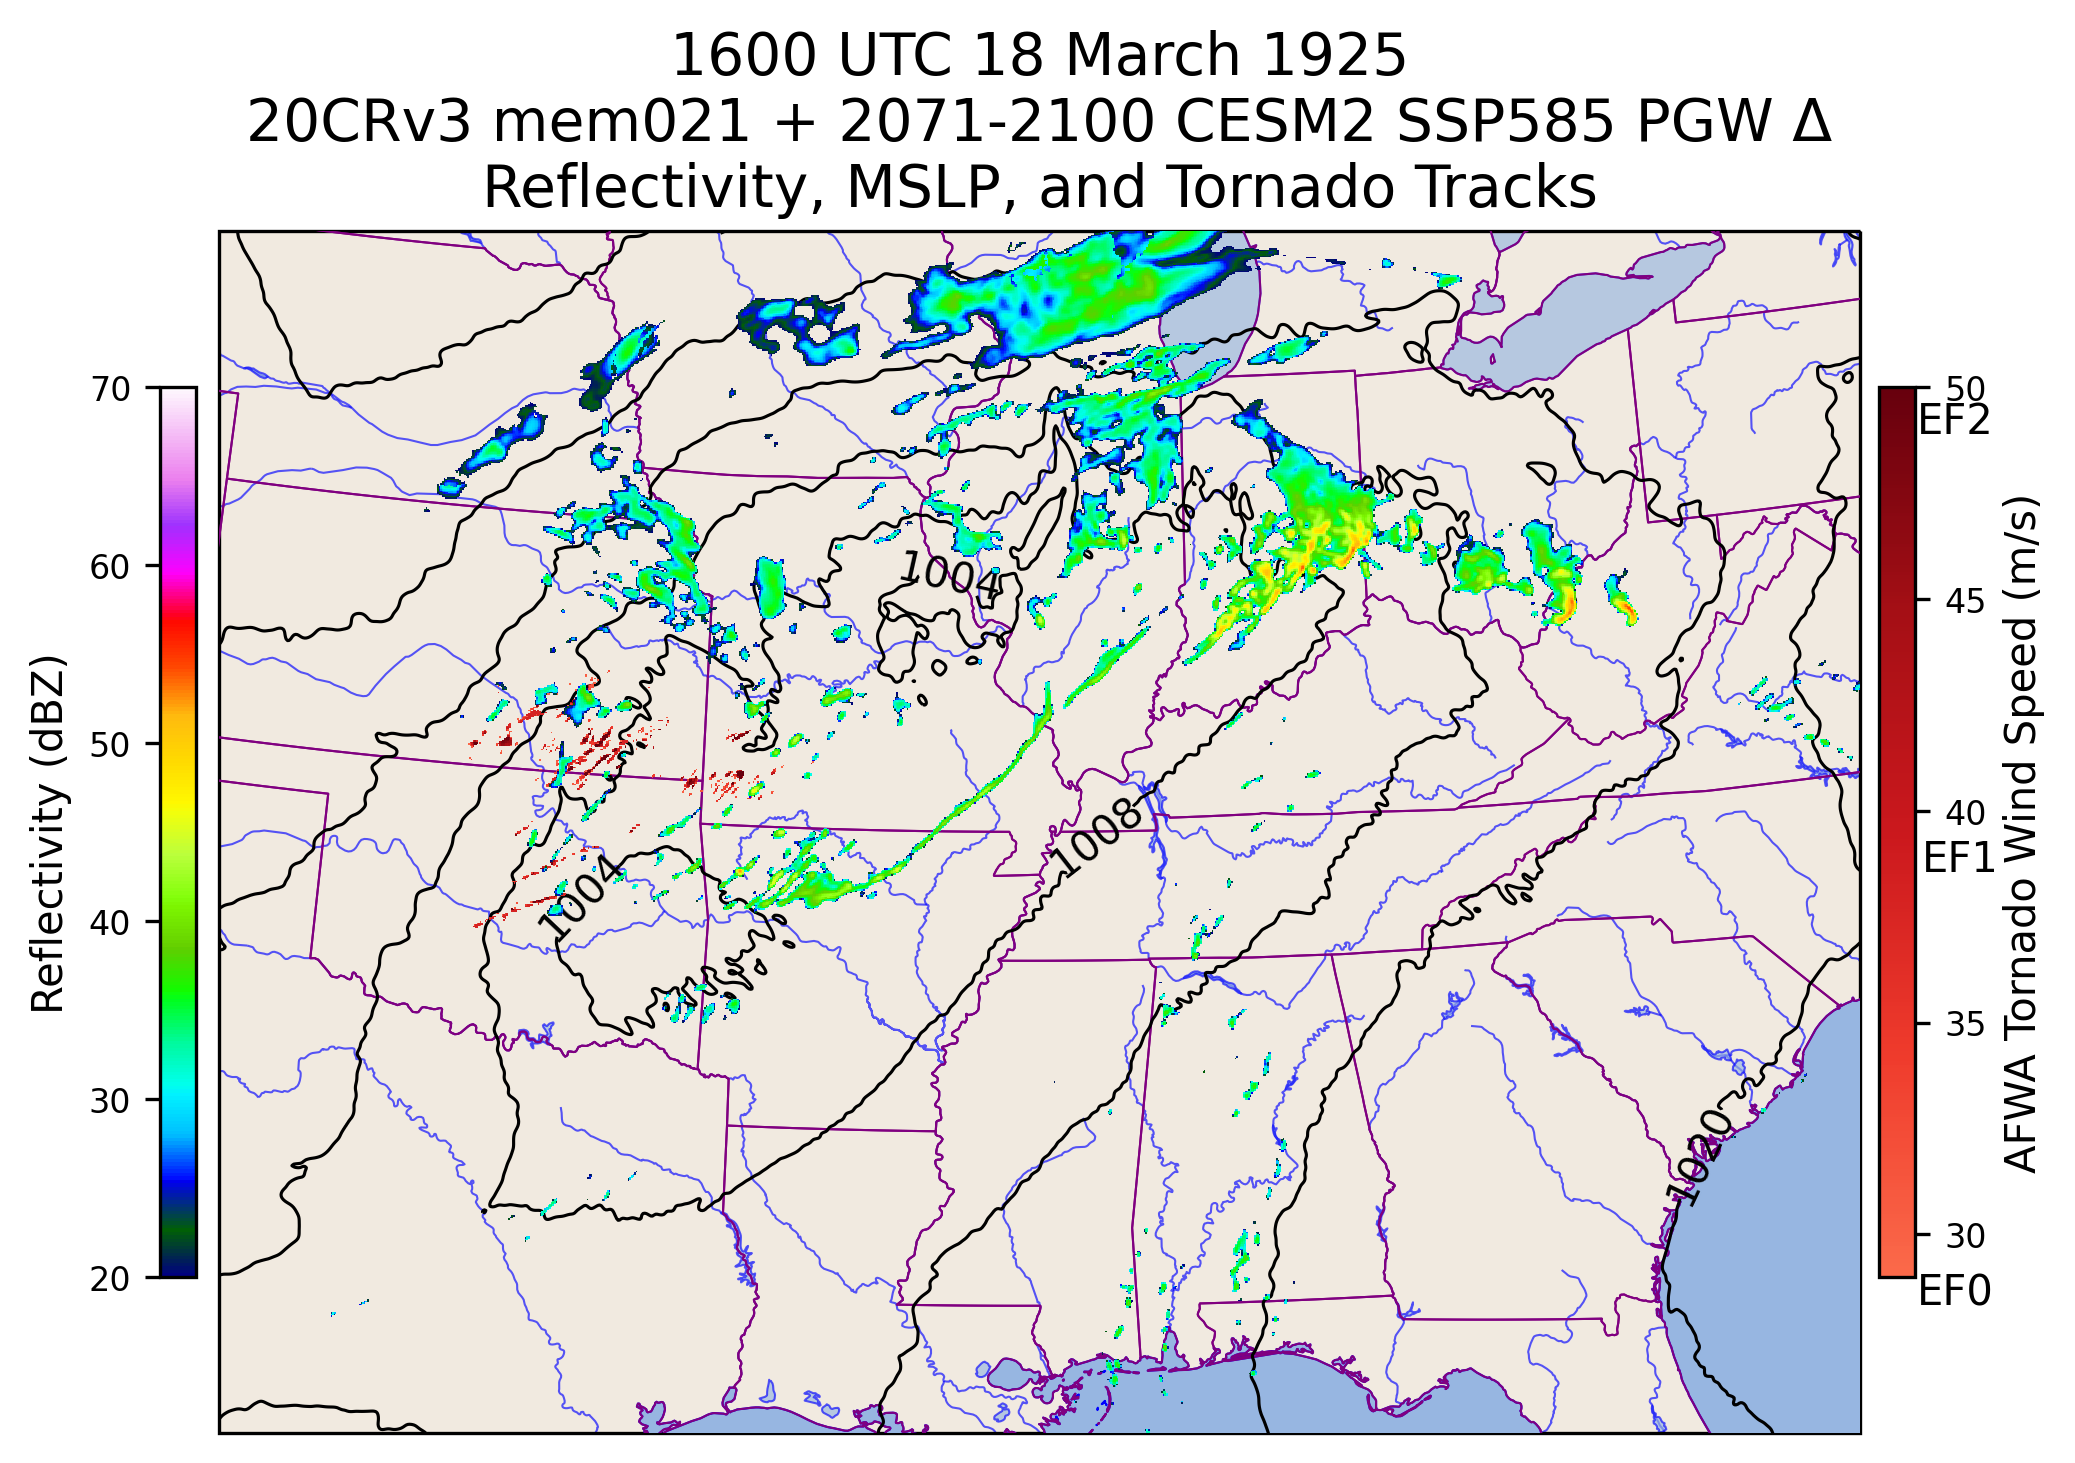 1600 UTC 18 March 1925
20CRv3 mem021 + 2071-2100 CESM2 SSP585 PGW Δ
Reflectivity, MSLP, and Tornado Tracks
Reflectivity (dBZ)
70
60
50
40
30
20
1004
1004
1008
1020
50
EF2
45
40
EF1
35
30
EF0
AFWA Tornado Wind Speed (m/s)